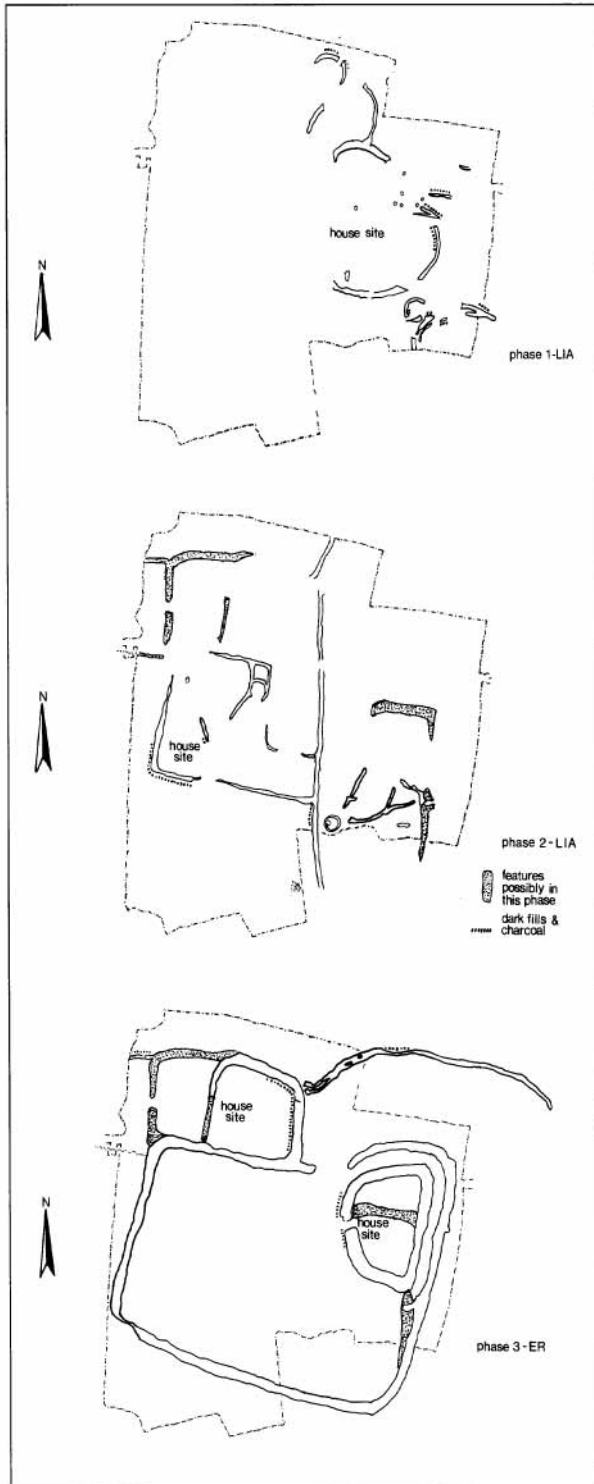 N
house site
phase 1-LIA
N
house
site
phase 2-LIA
features
possibly in
this phase
dark fills &
charcoal
house
site
N
house
site
phase 3-ER